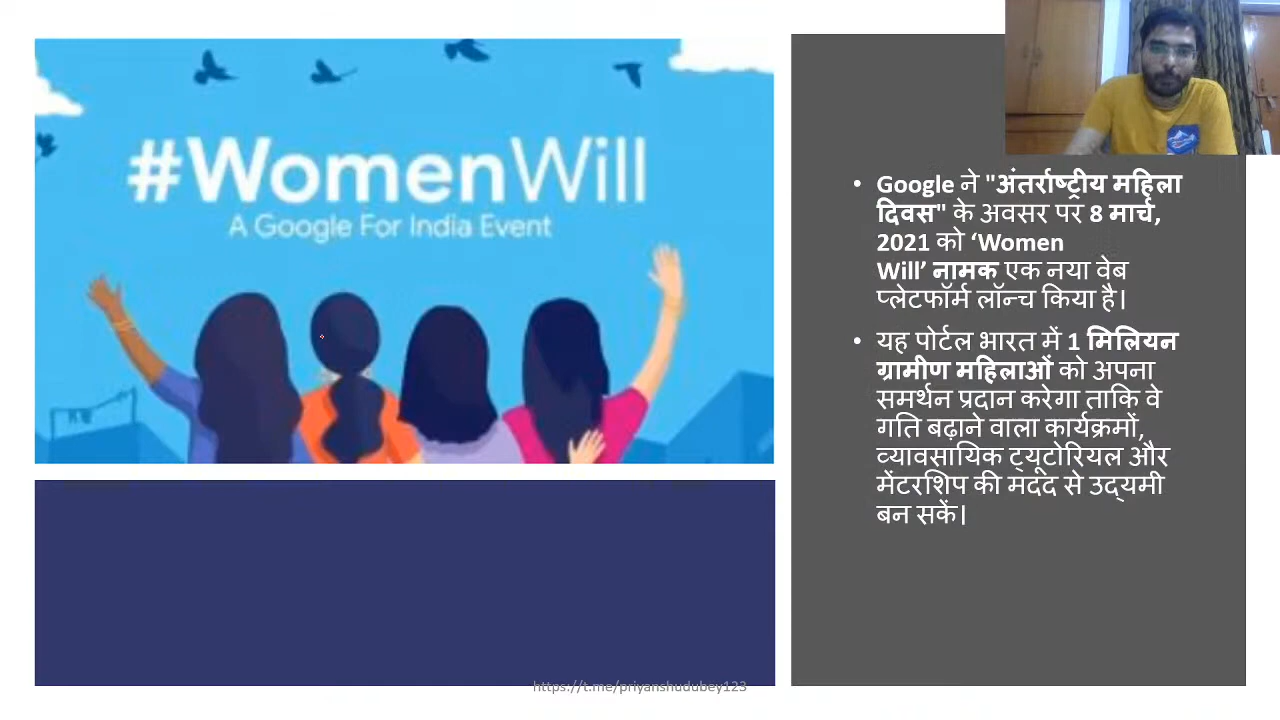 #WomenWill
A Google For India Event
• Google ने "अंतर्राष्ट्रीय महिला
दिवस" के अवसर पर 8 मार्च,
2021 को ‘Women
Will’ नामक एक नया वेब
प्लेटफॉर्म लॉन्च किया है।
• यह पोर्टल भारत में 1 मिलियन
ग्रामीण महिलाओं को अपना
समर्थन प्रदान करेगा ताकि वे
गति बढ़ाने वाला कार्यक्रमों,
व्यावसायिक ट्यूटोरियल और
मेंटरशिप की मदद से उद्यमी
बन सकें।
https://t.me/priyanshudubey123